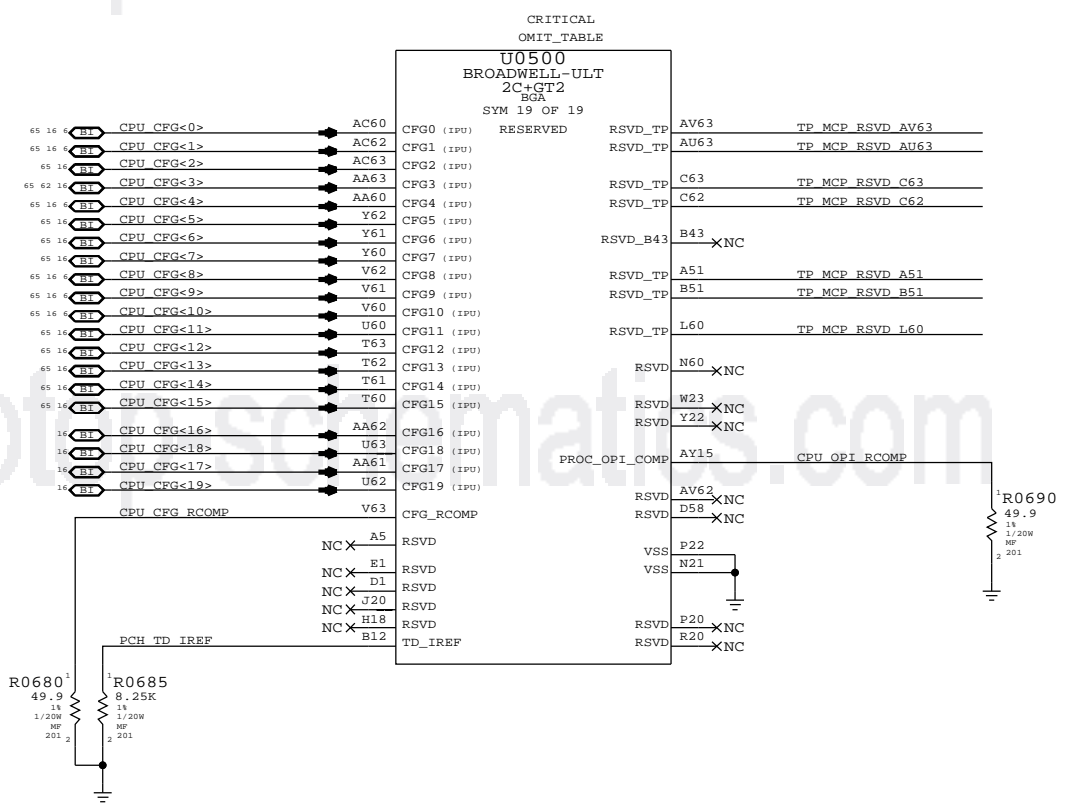 CRITICAL
OMIT_TABLE
U0500
BROADWELL-ULT
2C+GT2
BGA
SYM 19 OF 19
RESERVED
65 16 6 BI CPU_CFG<0> AC60 CFG0 (IPU)
65 16 6 BI CPU_CFG<1> AC62 CFG1 (IPU)
65 16 BI CPU_CFG<2> AC63 CFG2 (IPU)
65 62 16 BI CPU_CFG<3> AA63 CFG3 (IPU)
65 16 6 BI CPU_CFG<4> AA60 CFG4 (IPU)
65 16 BI CPU_CFG<5> Y62 CFG5 (IPU)
65 16 BI CPU_CFG<6> Y61 CFG6 (IPU)
65 16 BI CPU_CFG<7> Y60 CFG7 (IPU)
65 16 6 BI CPU_CFG<8> V62 CFG8 (IPU)
65 16 6 BI CPU_CFG<9> V61 CFG9 (IPU)
65 16 6 BI CPU_CFG<10> V60 CFG10 (IPU)
65 16 BI CPU_CFG<11> U60 CFG11 (IPU)
65 16 BI CPU_CFG<12> T63 CFG12 (IPU)
65 16 BI CPU_CFG<13> T62 CFG13 (IPU)
65 16 BI CPU_CFG<14> T61 CFG14 (IPU)
65 16 BI CPU_CFG<15> T60 CFG15 (IPU)
16 BI CPU_CFG<16> AA62 CFG16 (IPU)
16 BI CPU_CFG<18> U63 CFG18 (IPU)
16 BI CPU_CFG<17> AA61 CFG17 (IPU)
16 BI CPU_CFG<19> U62 CFG19 (IPU)
CPU_CFG_RCOMP V63 CFG_RCOMP
NC A5 RSVD
NC E1 RSVD
NC D1 RSVD
NC J20 RSVD
NC H18 RSVD
PCH_TD_IREF B12 TD_IREF
RSVD_TP AV63 TP_MCP_RSVD_AV63
RSVD_TP AU63 TP_MCP_RSVD_AU63
RSVD_TP C63 TP_MCP_RSVD_C63
RSVD_TP C62 TP_MCP_RSVD_C62
RSVD_B43 B43 NC
RSVD_TP A51 TP_MCP_RSVD_A51
RSVD_TP B51 TP_MCP_RSVD_B51
RSVD_TP L60 TP_MCP_RSVD_L60
RSVD N60 NC
RSVD W23 NC
RSVD Y22 NC
PROC_OPI_COMP AY15 CPU_OPI_RCOMP
RSVD AV62 NC
RSVD D58 NC
VSS P22
VSS N21
RSVD P20 NC
RSVD R20 NC
1 R0690
49.9
1%
1/20W
MF
2 201
R0680 1
49.9
1%
1/20W
MF
201 2
1 R0685
8.25K
1%
1/20W
MF
2 201
schematics.com